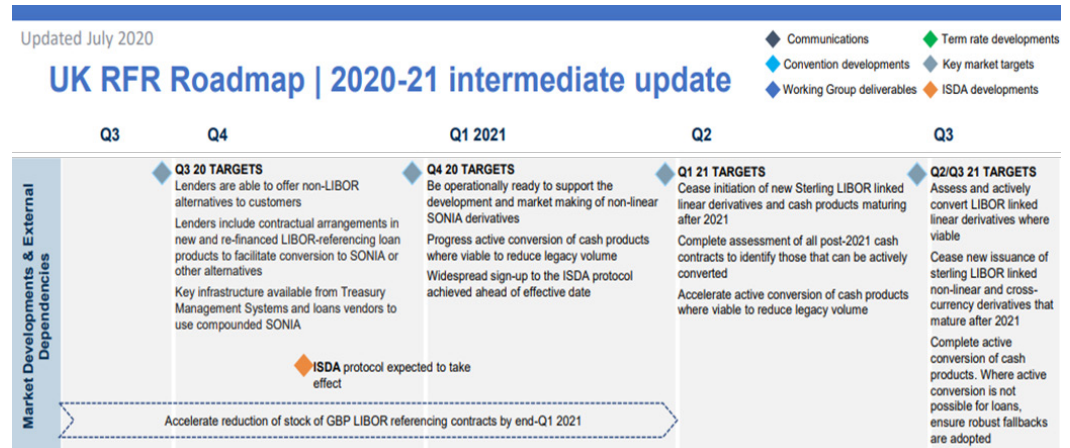 Updated July 2020
UK RFR Roadmap | 2020-21 intermediate update
Communications
Term rate developments
Convention developments
Key market targets
Working Group deliverables
ISDA developments
Q3
Q4
Q1 2021
Q2
Q3
Market Developments & External
Dependencies
Q3 20 TARGETS
Lenders are able to offer non-LIBOR
alternatives to customers
Lenders include contractual arrangements in
new and re-financed LIBOR-referencing loan
products to facilitate conversion to SONIA or
other alternatives
Key infrastructure available from Treasury
Management Systems and loans vendors to
use compounded SONIA
Q4 20 TARGETS
Be operationally ready to support the
development and market making of non-linear
SONIA derivatives
Progress active conversion of cash products
where viable to reduce legacy volume
Widespread sign-up to the ISDA protocol
achieved ahead of effective date
Q1 21 TARGETS
Cease initiation of new Sterling LIBOR linked
linear derivatives and cash products maturing
after 2021
Complete assessment of all post-2021 cash
contracts to identify those that can be actively
converted
Accelerate active conversion of cash products
where viable to reduce legacy volume
Q2/Q3 21 TARGETS
Assess and actively
convert LIBOR linked
linear derivatives where
viable
Cease new issuance of
sterling LIBOR linked
non-linear and cross-
currency derivatives that
mature after 2021
Complete active
conversion of cash
products. Where active
conversion is not
possible for loans,
ensure robust fallbacks
are adopted
ISDA protocol expected to take
effect
Accelerate reduction of stock of GBP LIBOR referencing contracts by end-Q1 2021